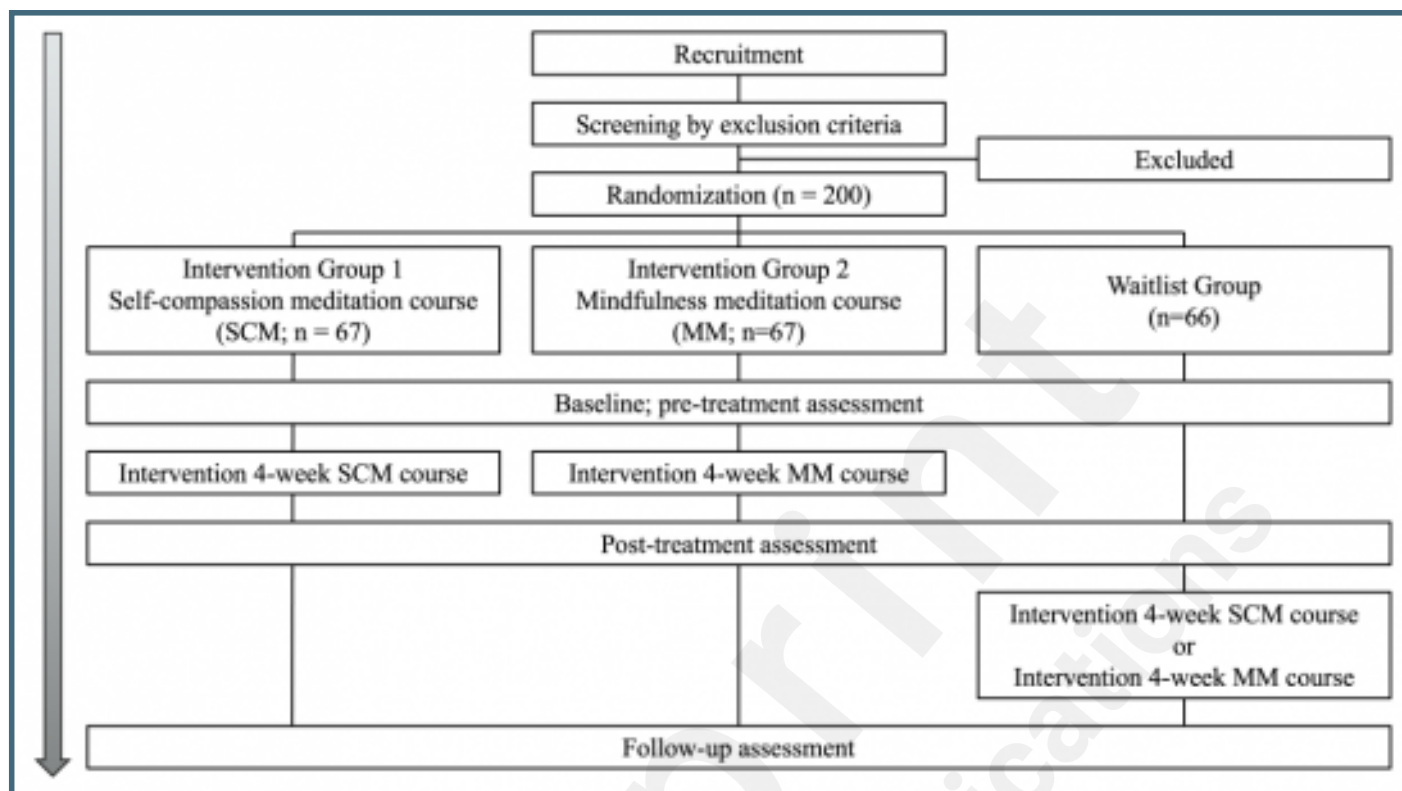 Recruitment
Screening by exclusion criteria
Excluded
Randomization (n = 200)
Intervention Group 1
Self-compassion meditation course
(SCM; n = 67)
Intervention Group 2
Mindfulness meditation course
(MM; n=67)
Waitlist Group
(n=66)
Baseline; pre-treatment assessment
Intervention 4-week SCM course
Intervention 4-week MM course
Post-treatment assessment
Intervention 4-week SCM course
or
Intervention 4-week MM course
Follow-up assessment